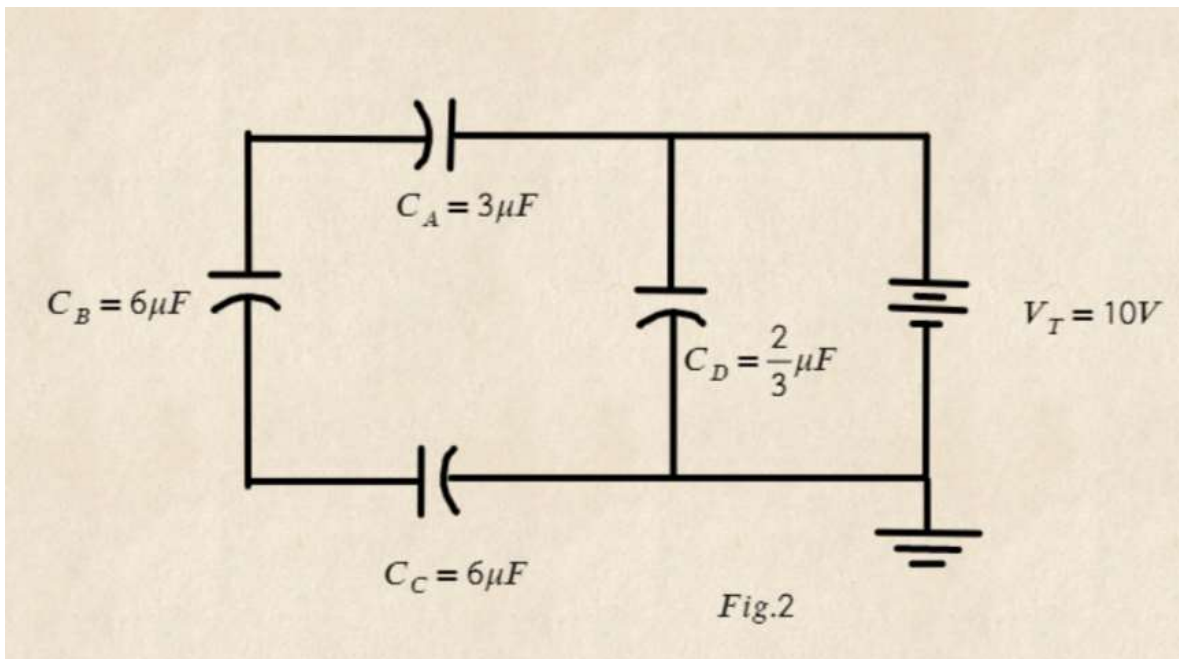 C_A = 3μF
C_B = 6μF
V_T = 10V
C_D = 2/3 μF
C_C = 6μF
Fig.2